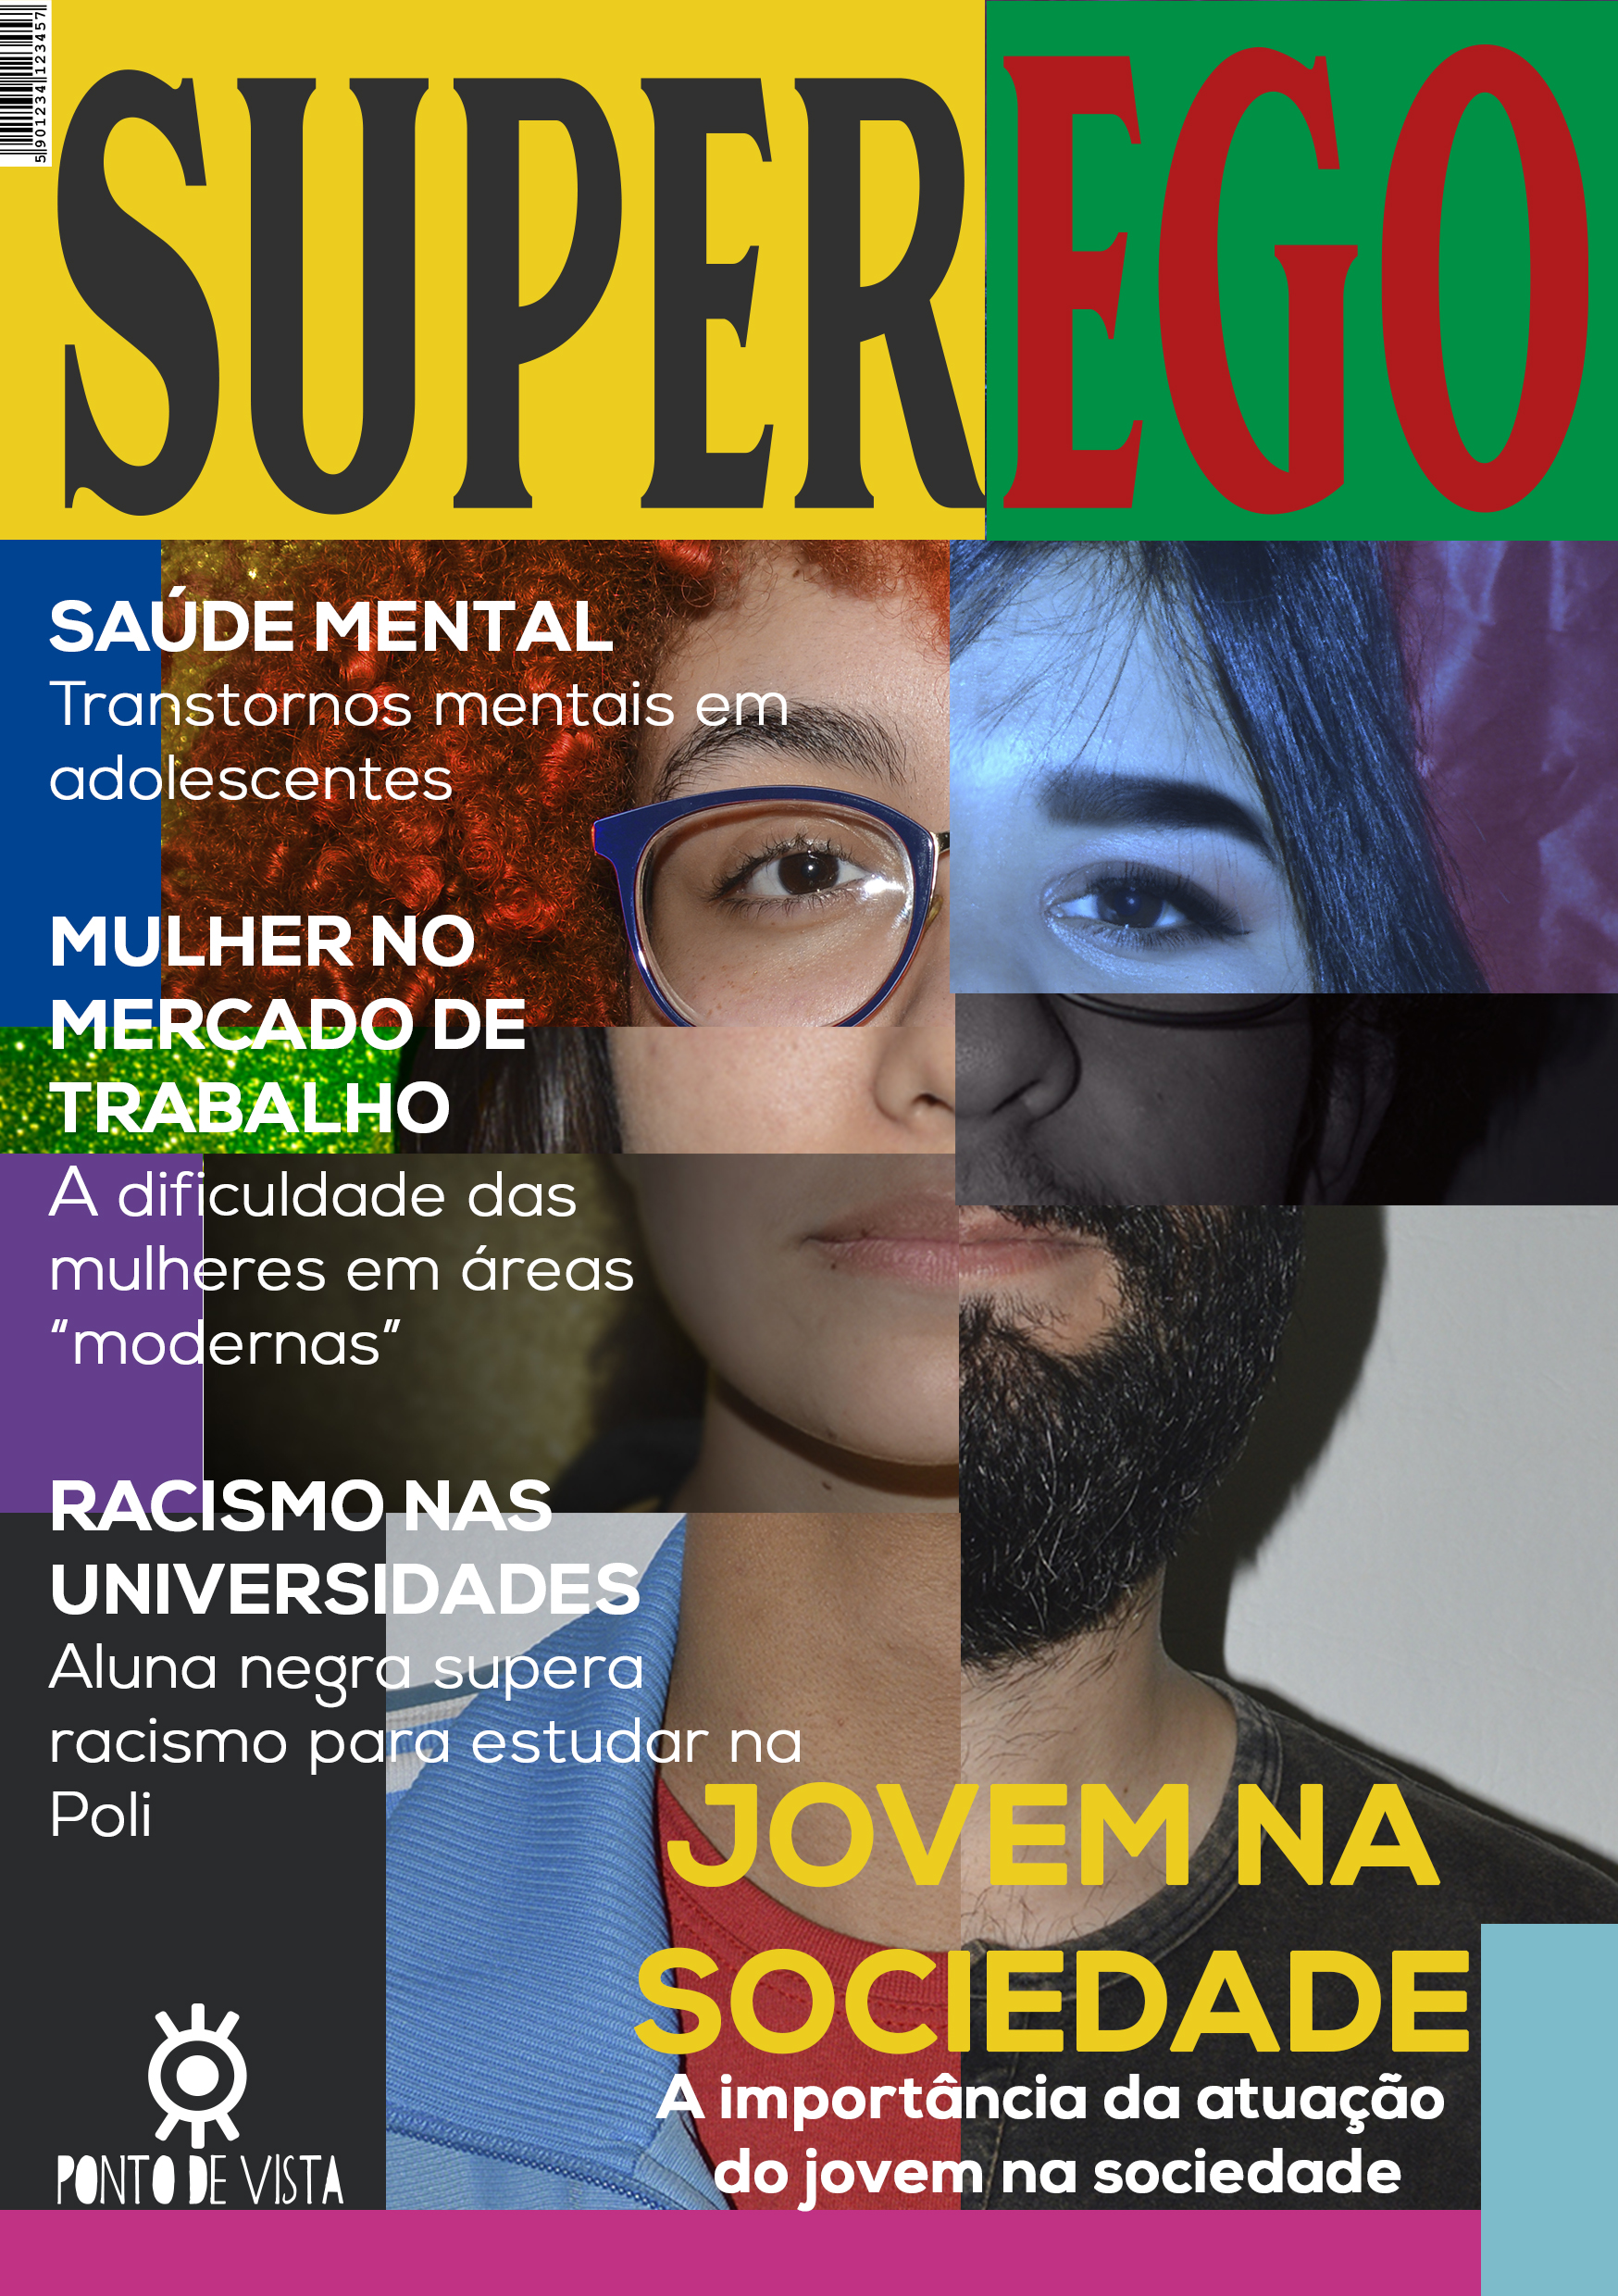 5901234123457
SUPEREGO
SAÚDE MENTAL
Transtornos mentais em
adolescentes
MULHER NO
MERCADO DE
TRABALHO
A dificuldade das
mulheres em áreas
“modernas”
RACISMO NAS
UNIVERSIDADES
Aluna negra supera
racismo para estudar na
Poli
JOVEM NA
SOCIEDADE
A importância da atuação
do jovem na sociedade
PONTO DE VISTA